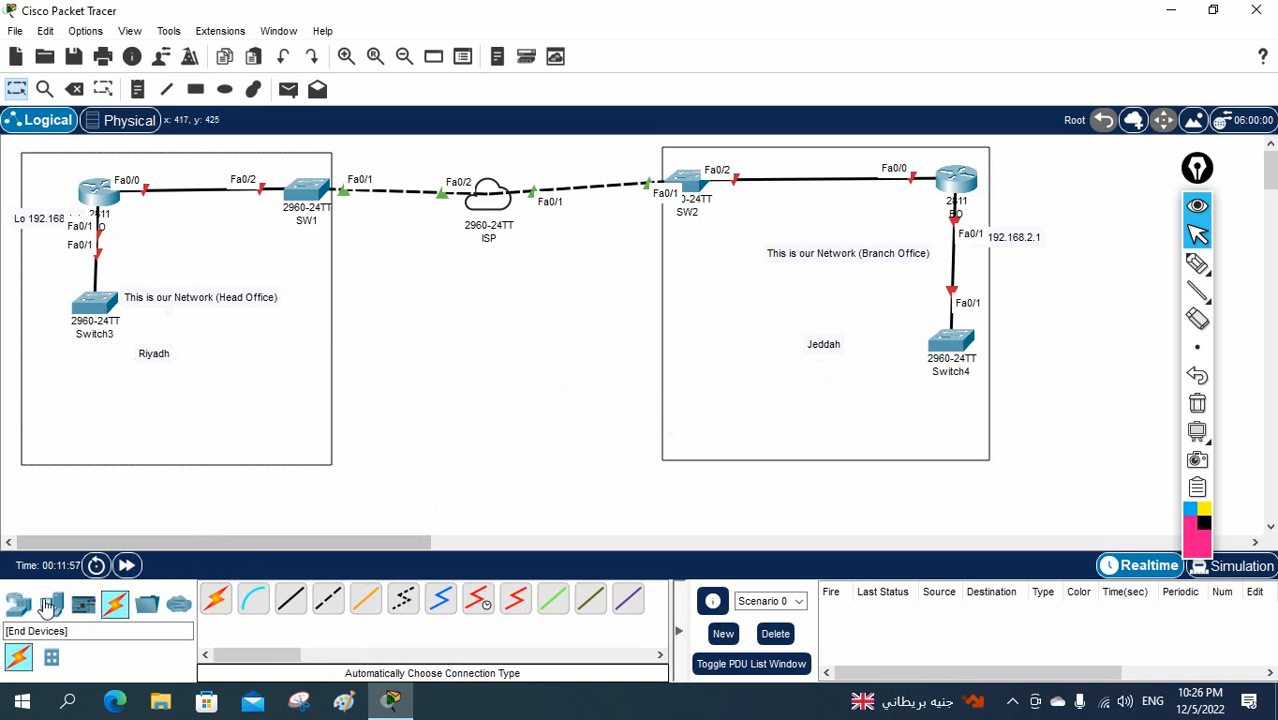 Cisco Packet Tracer
File Edit Options View Tools Extensions Window Help
Logical Physical x: 417, y: 425
Root 06:00:00
Fa0/0
Fa0/2
2960-24TT
SW1
Fa0/1
Fa0/2
2960-24TT
ISP
Fa0/1
Fa0/1
Fa0/2
SW2
Fa0/0
2811
Lo 192.168
Fa0/1
Fa0/1
2960-24TT
Switch3
This is our Network (Head Office)
Riyadh
This is our Network (Branch Office)
Fa0/1
192.168.2.1
Fa0/1
Jeddah
2960-24TT
Switch4
Time: 00:11:57
Realtime Simulation
[End Devices]
Automatically Choose Connection Type
Scenario 0
New Delete
Toggle PDU List Window
Fire Last Status Source Destination Type Color Time(sec) Periodic Num Edit
جنيه بريطاني
ENG
10:26 PM
12/5/2022